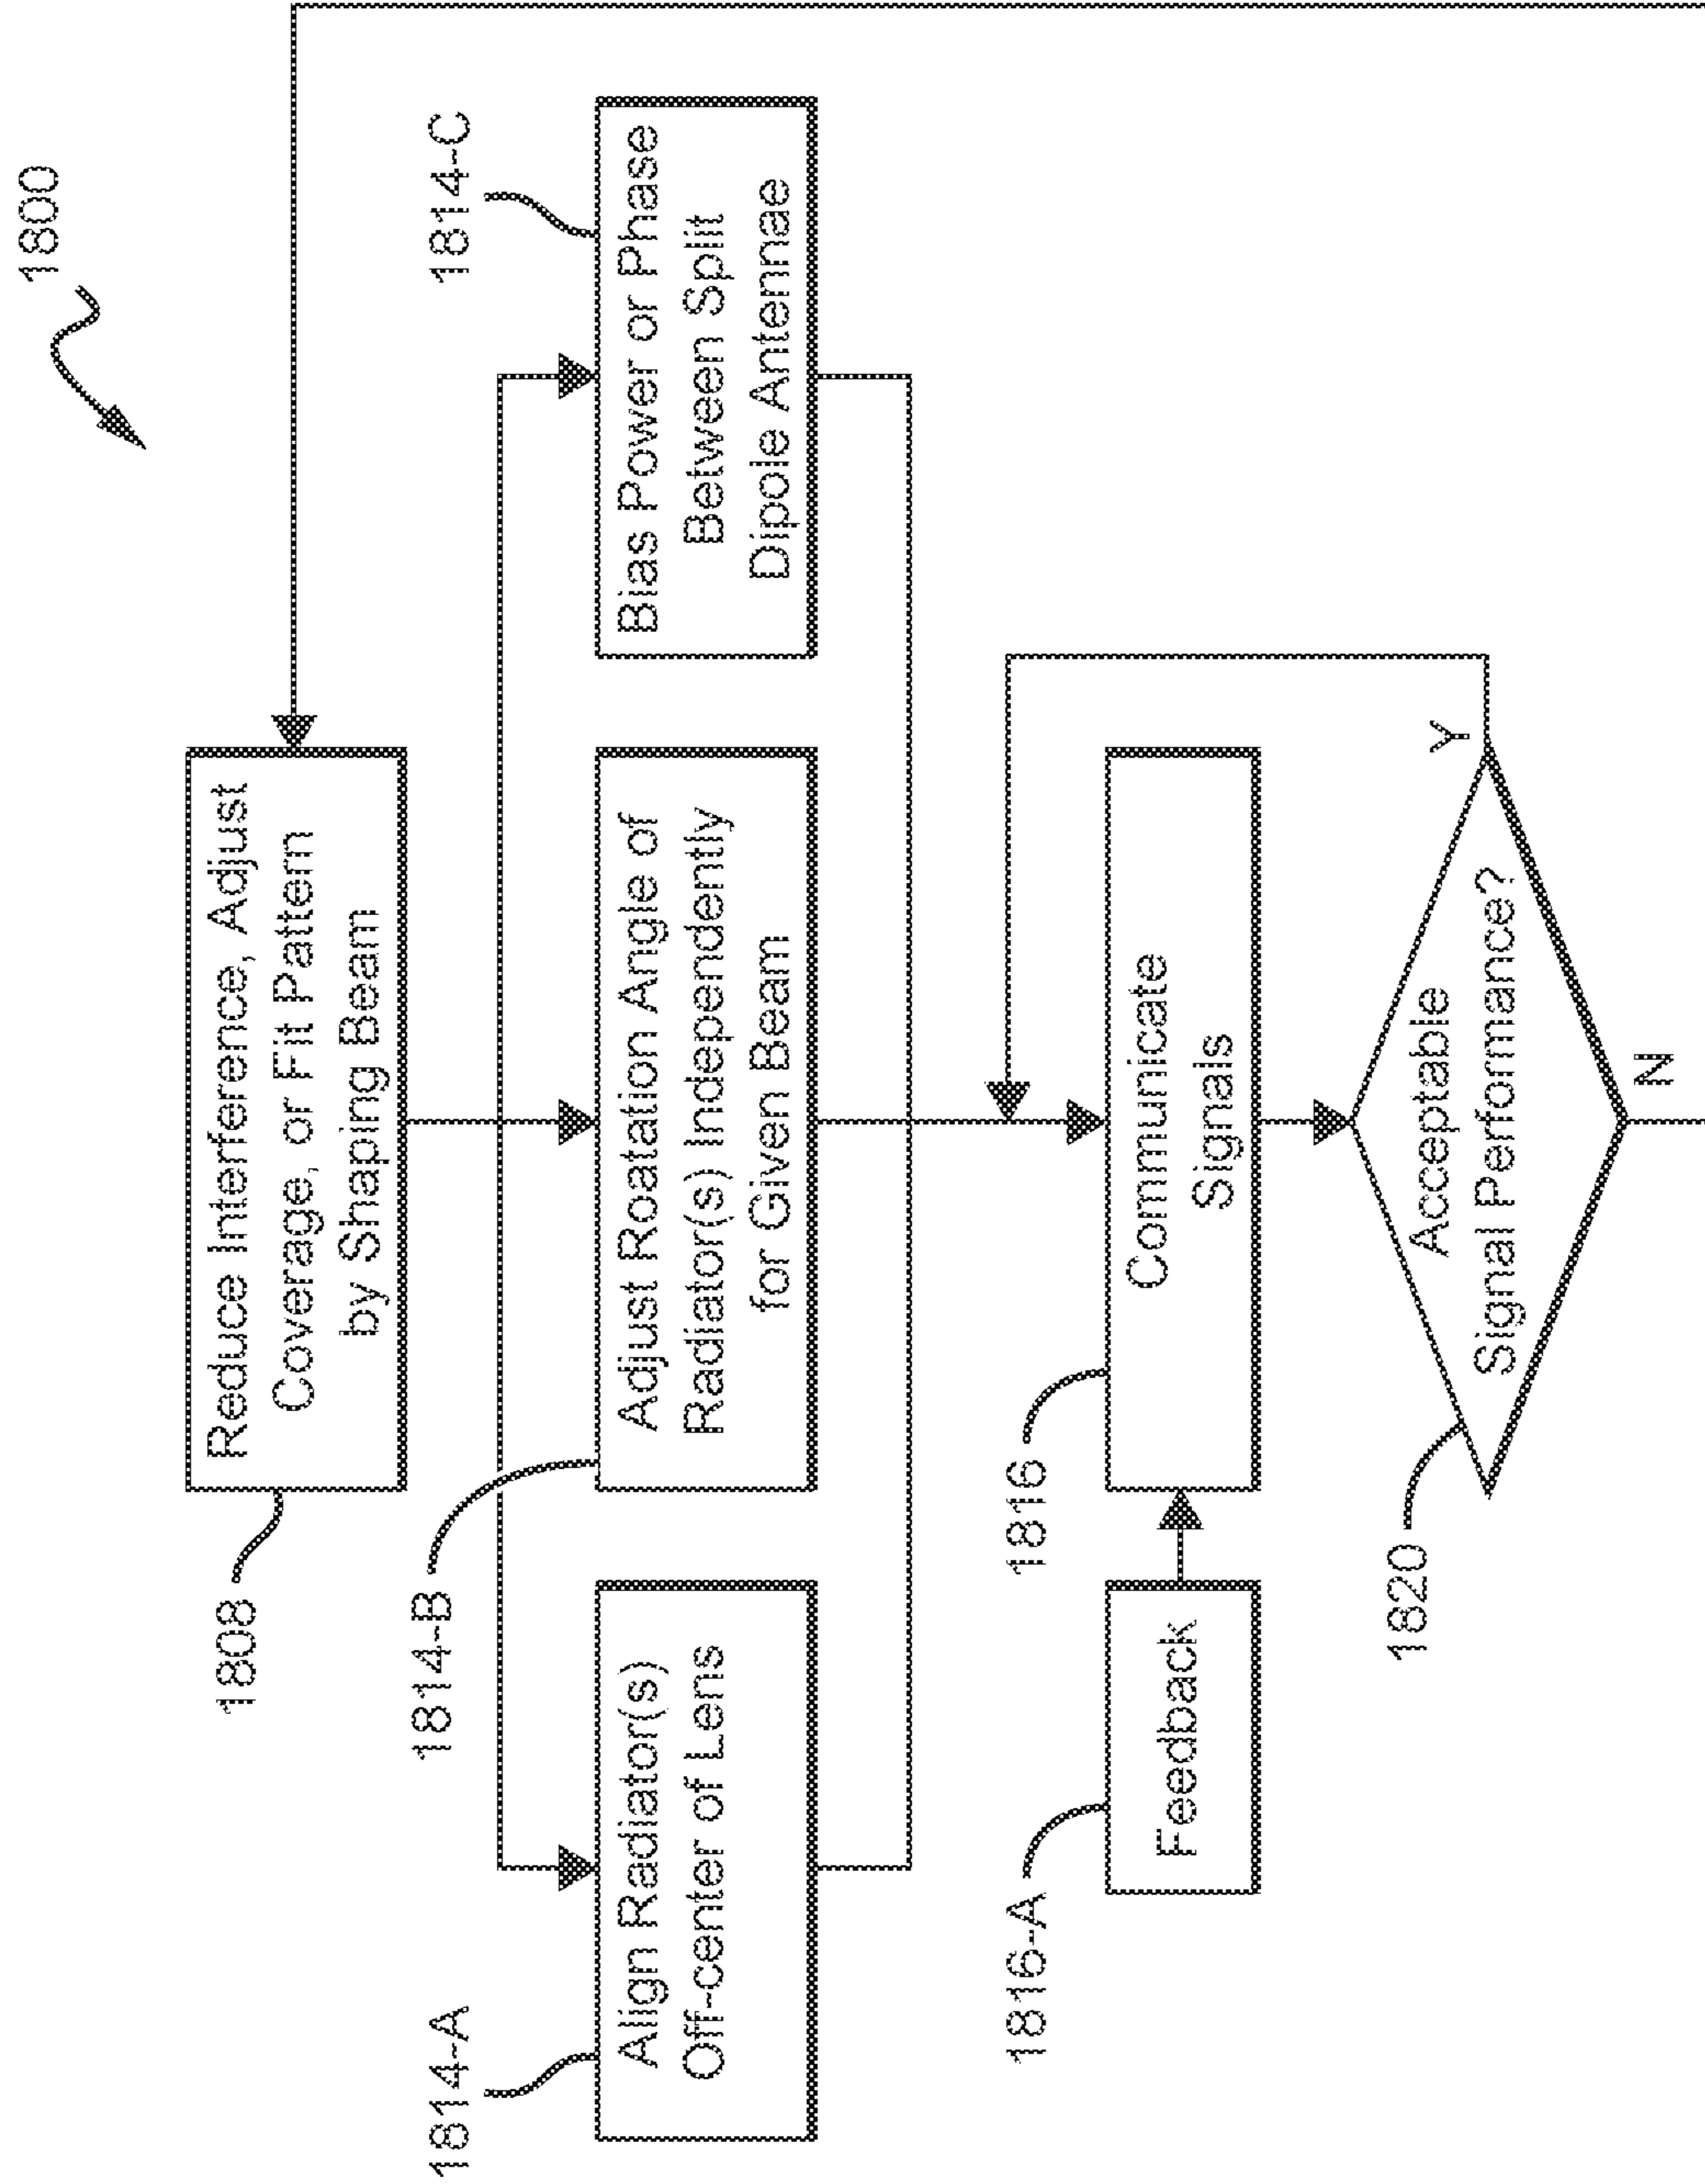 1800
1808
Reduce Interference, Adjust
Coverage, or Fit Pattern
by Shaping Beam
1814-A
Align Radiator(s)
Off-center of Lens
1814-B
Adjust Roatation Angle of
Radiator(s) Independently
for Given Beam
1814-C
Bias Power or Phase
Between Split
Dipole Antennae
1816-A
Feedback
1816
Communicate
Signals
1820
Acceptable
Signal Performance?
Y
N